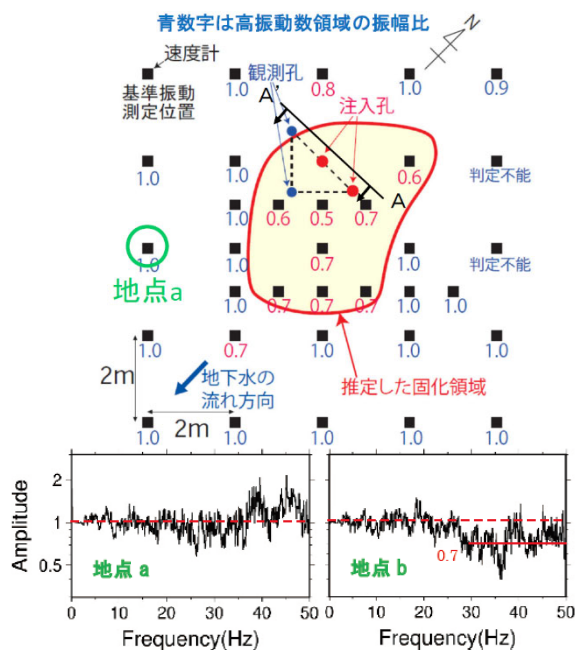 青数字は高振動数領域の振幅比
速度計
N
観測孔
基準振動
測定位置
1.0
0.8
1.0
0.9
A'
注入孔
1.0
1.0
0.6
判定不能
A
1.0
0.6
0.5
0.7
1.0
0.7
1.0
判定不能
地点a
1.0
0.7
0.7
0.7
1.0
1.0
1.0
0.7
1.0
1.0
1.0
2m
地下水の
流れ方向
推定した固化領域
2m
1.0
1.0
1.0
1.0
1.0
Amplitude
2
1
0.5
地点 a
0.7
地点 b
0 10 20 30 40 50
0 10 20 30 40 50
Frequency(Hz)
Frequency(Hz)